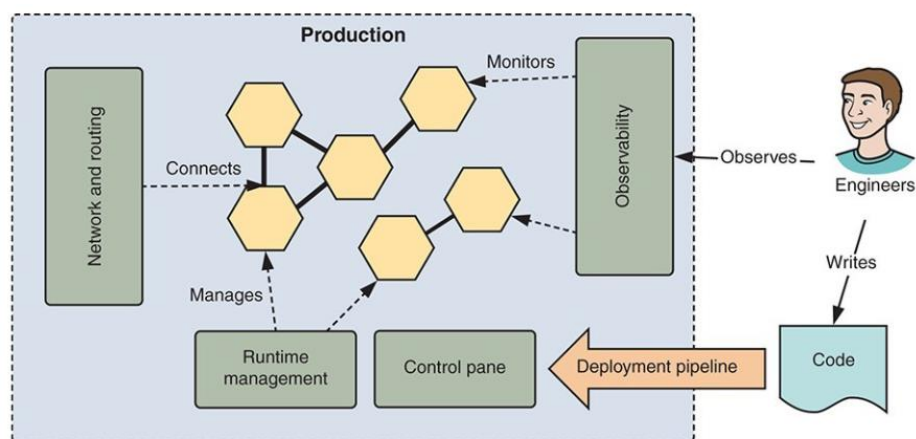 Production
Monitors
Network and routing
Connects
Observability
Observes
Engineers
Manages
Writes
Runtime
management
Control pane
Deployment pipeline
Code